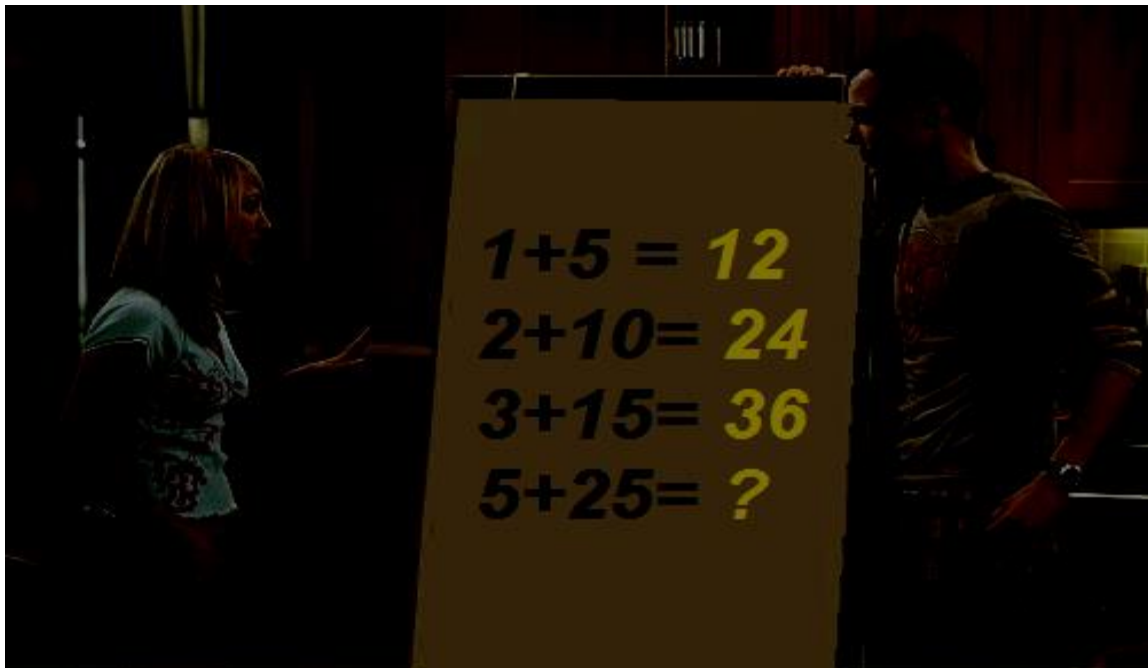 1+5 = 12
2+10= 24
3+15= 36
5+25= ?